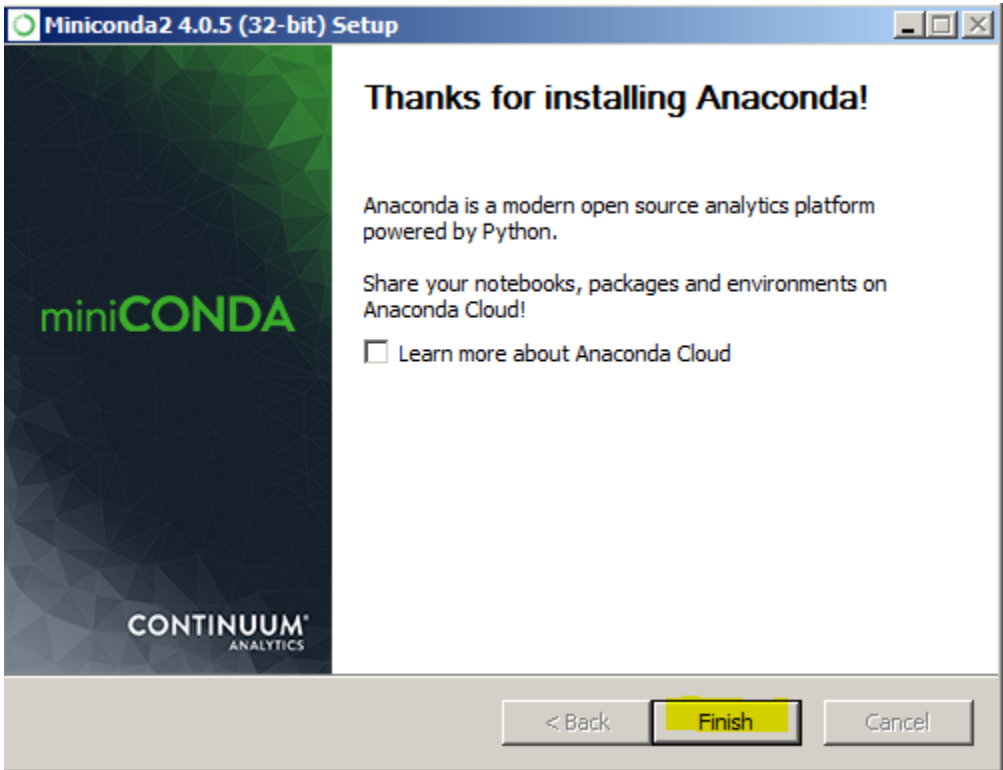 Miniconda2 4.0.5 (32-bit) Setup
Thanks for installing Anaconda!
Anaconda is a modern open source analytics platform
powered by Python.
Share your notebooks, packages and environments on
Anaconda Cloud!
Learn more about Anaconda Cloud
miniCONDA
CONTINUUM®
ANALYTICS
< Back
Finish
Cancel